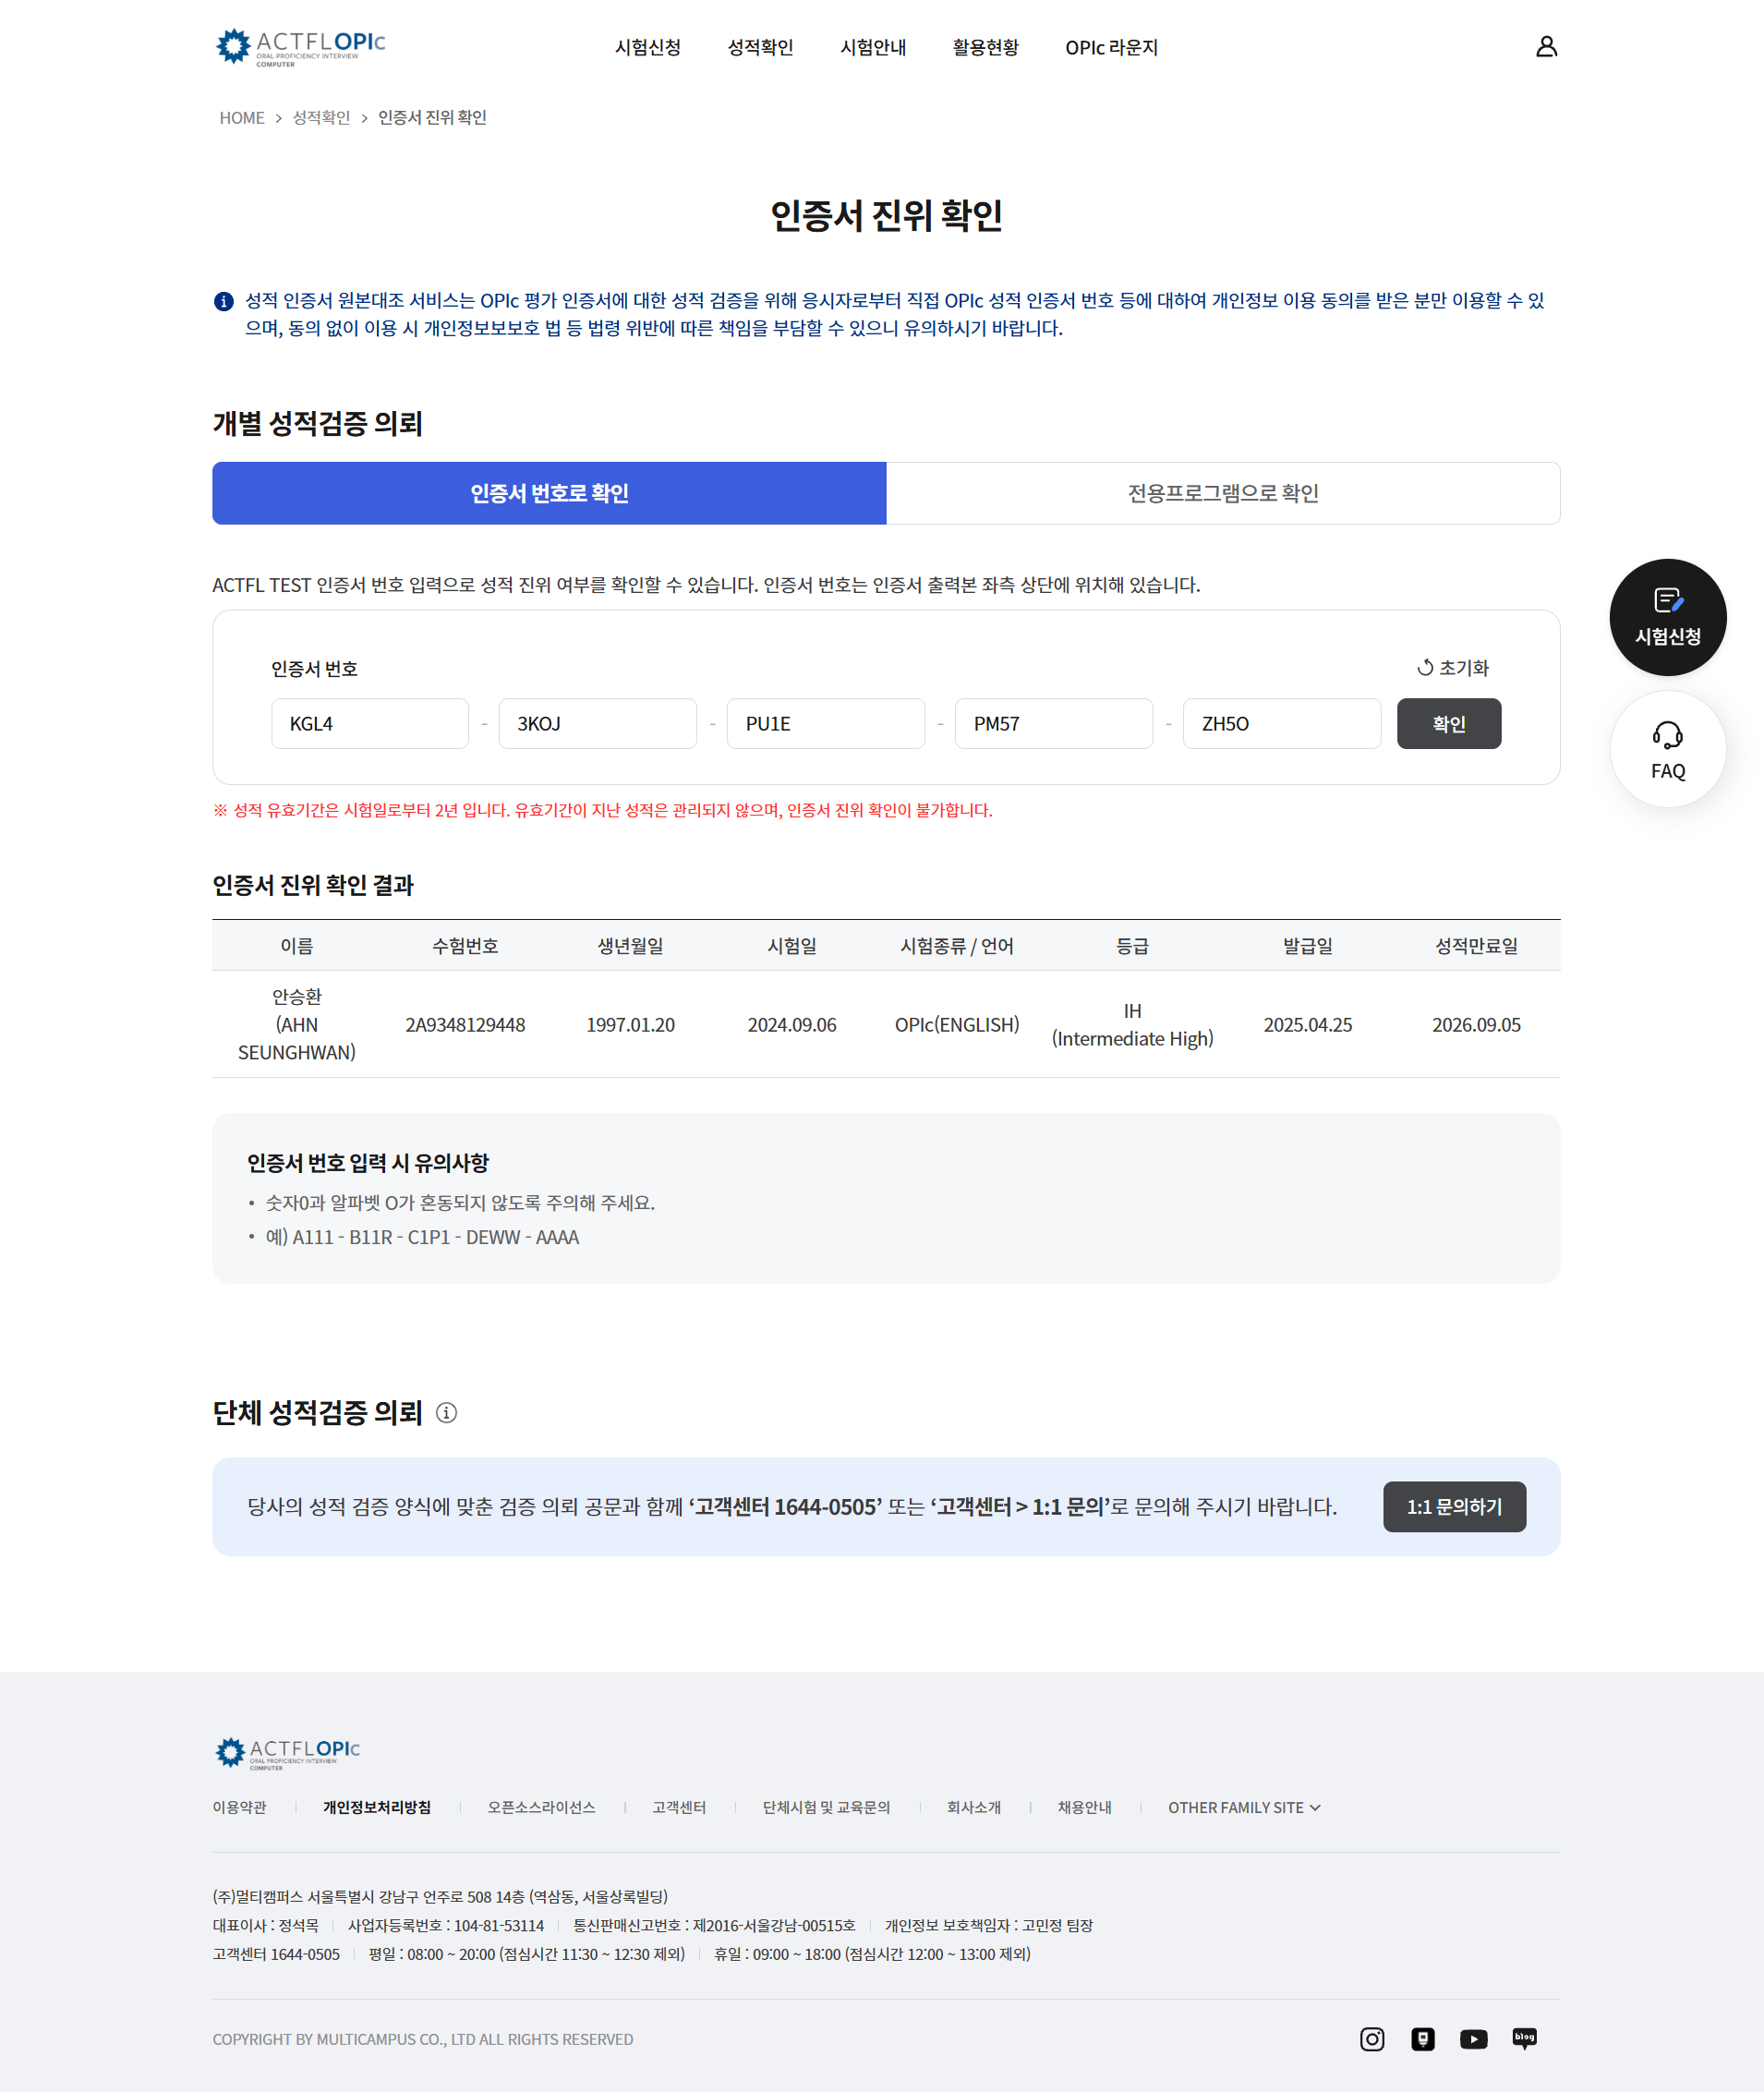 ACTFL OPIc
ORAL PROFICIENCY INTERVIEW
COMPUTER
시험신청 성적확인 시험안내 활용현황 OPIc 라운지
HOME > 성적확인 > 인증서 진위 확인
인증서 진위 확인
성적 인증서 원본대조 서비스는 OPIc 평가 인증서에 대한 성적 검증을 위해 응시자로부터 직접 OPIc 성적 인증서 번호 등에 대하여 개인정보 이용 동의를 받은 분만 이용할 수 있
으며, 동의 없이 이용 시 개인정보보보호 법 등 법령 위반에 따른 책임을 부담할 수 있으니 유의하시기 바랍니다.
개별 성적검증 의뢰
인증서 번호로 확인 전용프로그램으로 확인
ACTFL TEST 인증서 번호 입력으로 성적 진위 여부를 확인할 수 있습니다. 인증서 번호는 인증서 출력본 좌측 상단에 위치해 있습니다.
시험신청
인증서 번호 초기화
KGL4 - 3KOJ - PU1E - PM57 - ZH5O 확인
FAQ
※ 성적 유효기간은 시험일로부터 2년 입니다. 유효기간이 지난 성적은 관리되지 않으며, 인증서 진위 확인이 불가합니다.
인증서 진위 확인 결과
이름 수험번호 생년월일 시험일 시험종류 / 언어 등급 발급일 성적만료일
안승환
(AHN
SEUNGHWAN) 2A9348129448 1997.01.20 2024.09.06 OPIc(ENGLISH) IH
(Intermediate High) 2025.04.25 2026.09.05
인증서 번호 입력 시 유의사항
• 숫자0과 알파벳 O가 혼동되지 않도록 주의해 주세요.
• 예) A111 - B11R - C1P1 - DEWW - AAAA
단체 성적검증 의뢰
당사의 성적 검증 양식에 맞춘 검증 의뢰 공문과 함께 ‘고객센터 1644-0505’ 또는 ‘고객센터 > 1:1 문의’로 문의해 주시기 바랍니다. 1:1 문의하기
ACTFL OPIc
ORAL PROFICIENCY INTERVIEW
COMPUTER
이용약관 | 개인정보처리방침 | 오픈소스라이선스 | 고객센터 | 단체시험 및 교육문의 | 회사소개 | 채용안내 | OTHER FAMILY SITE
(주)멀티캠퍼스 서울특별시 강남구 언주로 508 14층 (역삼동, 서울상록빌딩)
대표이사 : 정석목 | 사업자등록번호 : 104-81-53114 | 통신판매신고번호 : 제2016-서울강남-00515호 | 개인정보 보호책임자 : 고민정 팀장
고객센터 1644-0505 | 평일 : 08:00 ~ 20:00 (점심시간 11:30 ~ 12:30 제외) | 휴일 : 09:00 ~ 18:00 (점심시간 12:00 ~ 13:00 제외)
COPYRIGHT BY MULTICAMPUS CO., LTD ALL RIGHTS RESERVED
blog